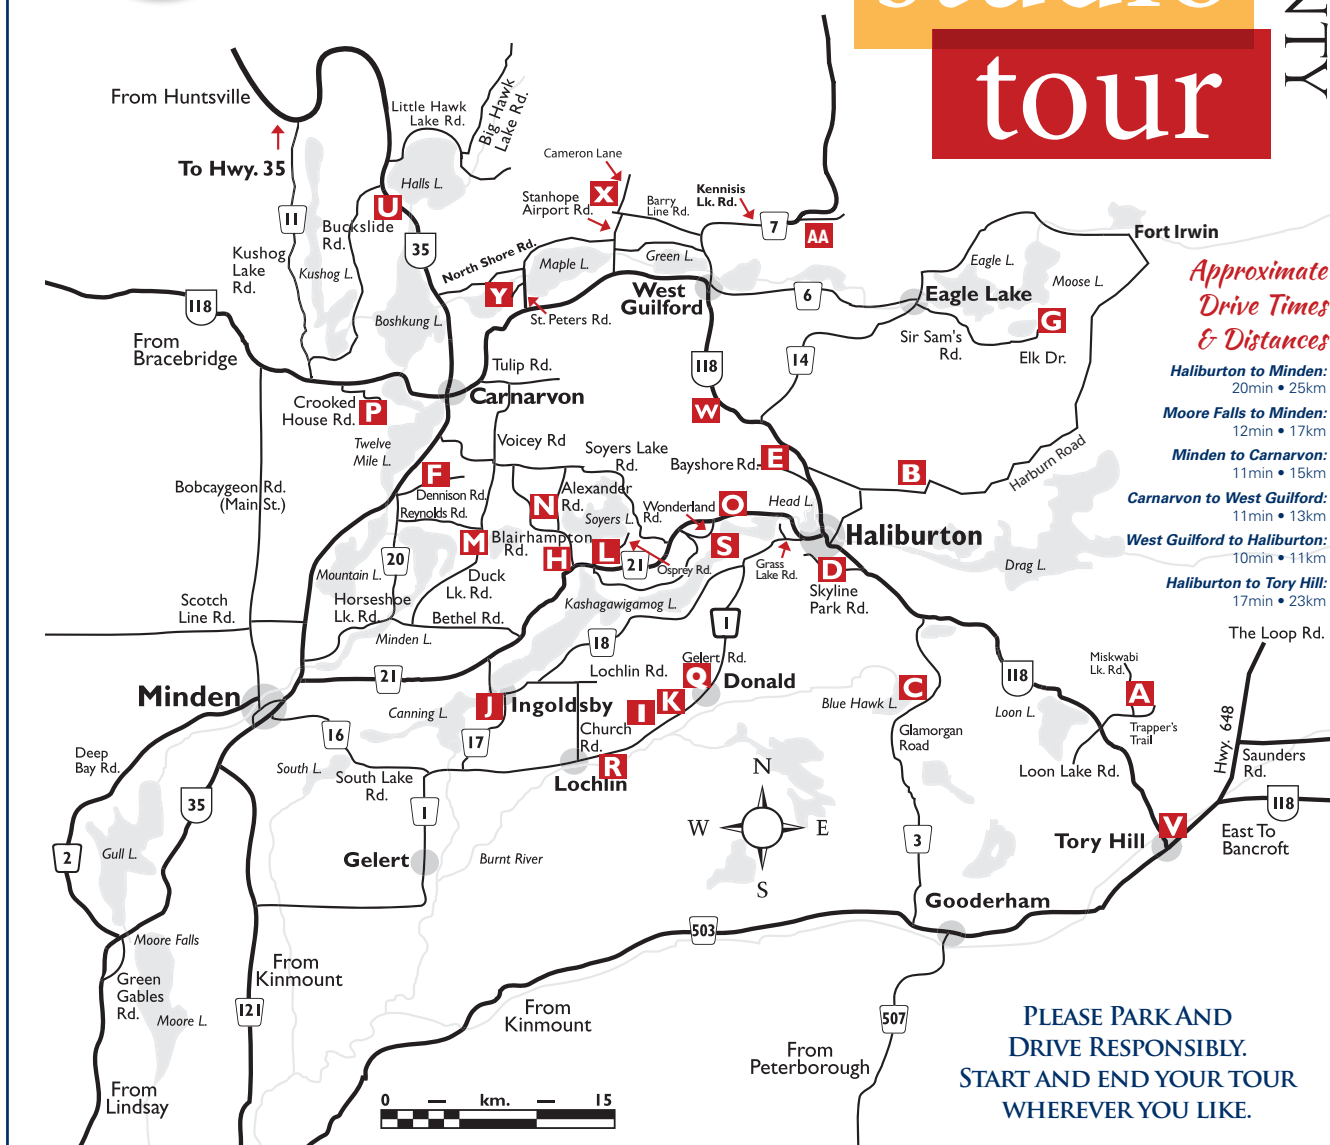 studio
tour
NTY
From Huntsville
To Hwy. 35
Little Hawk
Lake Rd.
Big Hawk
Lake Rd.
Halls L.
U
11
Buckslide
Rd.
35
Kushog
Lake
Rd.
Kushog L.
Boshkung L.
118
From
Bracebridge
Cameron Lane
X
Stanhope
Airport Rd.
Barry
Line Rd.
Kennisis
Lk. Rd.
7
AA
North Shore Rd.
Maple L.
Green L.
Y
St. Peters Rd.
West
Guilford
6
Eagle L.
Fort Irwin
Moose L.
Eagle Lake
G
Sir Sam's
Rd.
Elk Dr.
14
118
W
Tulip Rd.
Carnarvon
Crooked
House Rd.
P
Twelve
Mile L.
Voicey Rd
Soyers Lake
Rd.
Bayshore Rd.
E
B
Harburn Road
Bobcaygeon Rd.
(Main St.)
F
Dennison Rd.
Reynolds Rd.
N
Alexander
Rd.
Soyers L.
Wonderland
Rd.
O
Head L.
M
Blairhampton
Rd.
H
L
21
Osprey Rd.
S
Grass
Lake Rd.
Haliburton
D
Skyline
Park Rd.
Drag L.
20
Mountain L.
Duck
Lk. Rd.
Horseshoe
Lk. Rd.
Bethel Rd.
Kashagawigamog L.
Scotch
Line Rd.
Minden L.
18
1
Gelert Rd.
21
Lochlin Rd.
Q
Donald
Minden
Canning L.
J
Ingoldsby
I
K
Church
Rd.
C
Blue Hawk L.
Glamorgan
Road
118
Loon L.
Miskwabi
Lk. Rd.
A
Trapper's
Trail
Loon Lake Rd.
The Loop Rd.
Hwy. 648
Saunders
Rd.
118
East To
Bancroft
Deep
Bay Rd.
16
17
South L.
South Lake
Rd.
R
Lochlin
N
W
E
S
35
1
2
Gull L.
Gelert
Burnt River
3
Tory Hill
V
Gooderham
503
Moore Falls
Green
Gables
Rd.
Moore L.
From
Kinmount
121
From
Kinmount
507
From
Peterborough
From
Lindsay
0 km. 15
Approximate
Drive Times
& Distances
Haliburton to Minden:
20min • 25km
Moore Falls to Minden:
12min • 17km
Minden to Carnarvon:
11min • 15km
Carnarvon to West Guilford:
11min • 13km
West Guilford to Haliburton:
10min • 11km
Haliburton to Tory Hill:
17min • 23km
PLEASE PARK AND
DRIVE RESPONSIBLY.
START AND END YOUR TOUR
WHEREVER YOU LIKE.